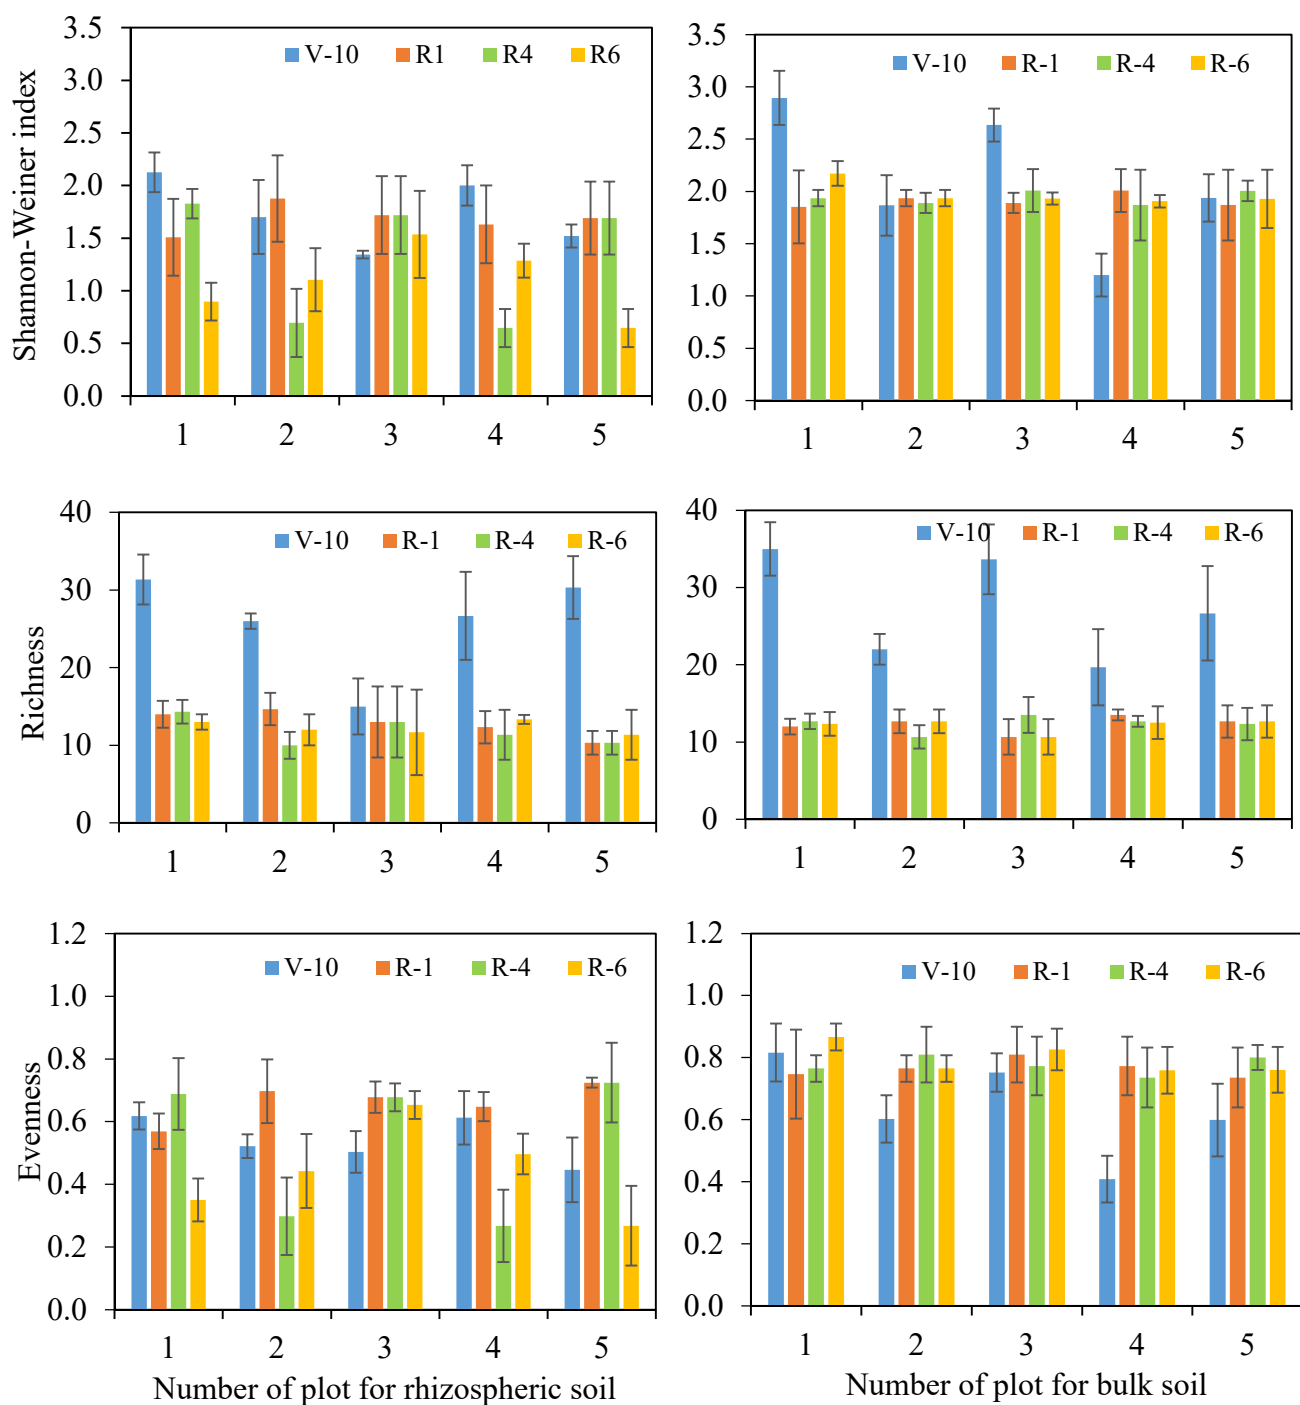 Shannon-Weiner index
3.5
3.0
2.5
2.0
1.5
1.0
0.5
0.0
V-10 R1 R4 R6
1 2 3 4 5
3.5
3.0
2.5
2.0
1.5
1.0
0.5
0.0
V-10 R-1 R-4 R-6
1 2 3 4 5
Richness
40
30
20
10
0
V-10 R-1 R-4 R-6
1 2 3 4 5
40
30
20
10
0
V-10 R-1 R-4 R-6
1 2 3 4 5
Evenness
1.2
1.0
0.8
0.6
0.4
0.2
0.0
V-10 R-1 R-4 R-6
1 2 3 4 5
Number of plot for rhizospheric soil
1.2
1.0
0.8
0.6
0.4
0.2
0.0
V-10 R-1 R-4 R-6
1 2 3 4 5
Number of plot for bulk soil